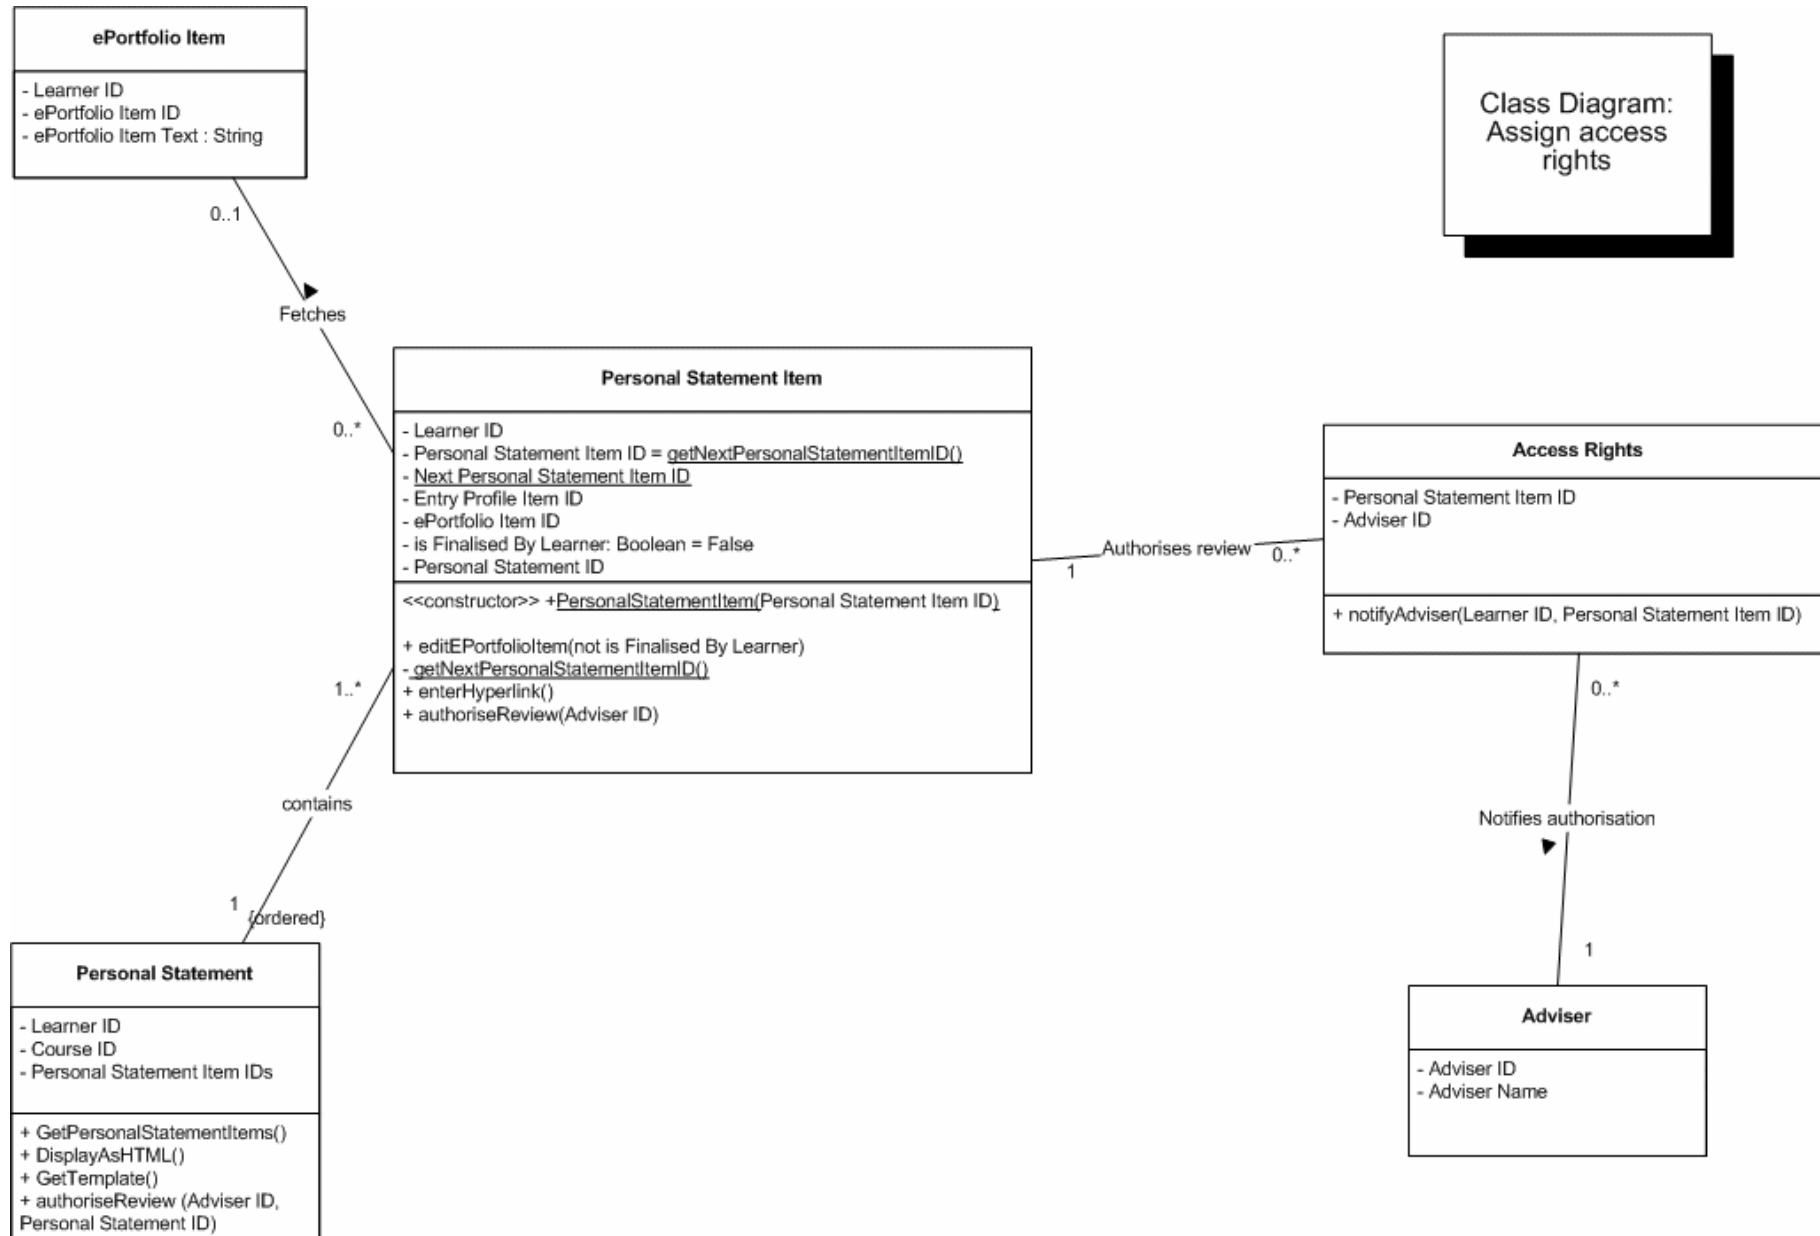 ePortfolio Item
- Learner ID
- ePortfolio Item ID
- ePortfolio Item Text : String
Class Diagram:
Assign access
rights
0..1
Fetches
0..*
Personal Statement Item
- Learner ID
- Personal Statement Item ID = getNextPersonalStatementItemID()
- Next Personal Statement Item ID
- Entry Profile Item ID
- ePortfolio Item ID
- is Finalised By Learner: Boolean = False
- Personal Statement ID
<<constructor>> +PersonalStatementItem(Personal Statement Item ID)
+ editEPortfolioItem(not is Finalised By Learner)
- getNextPersonalStatementItemID()
+ enterHyperlink()
+ authoriseReview(Adviser ID)
1
Authorises review
0..*
Access Rights
- Personal Statement Item ID
- Adviser ID
+ notifyAdviser(Learner ID, Personal Statement Item ID)
0..*
Notifies authorisation
1
Adviser
- Adviser ID
- Adviser Name
1..*
contains
1
{ordered}
Personal Statement
- Learner ID
- Course ID
- Personal Statement Item IDs
+ GetPersonalStatementItems()
+ DisplayAsHTML()
+ GetTemplate()
+ authoriseReview (Adviser ID,
Personal Statement ID)